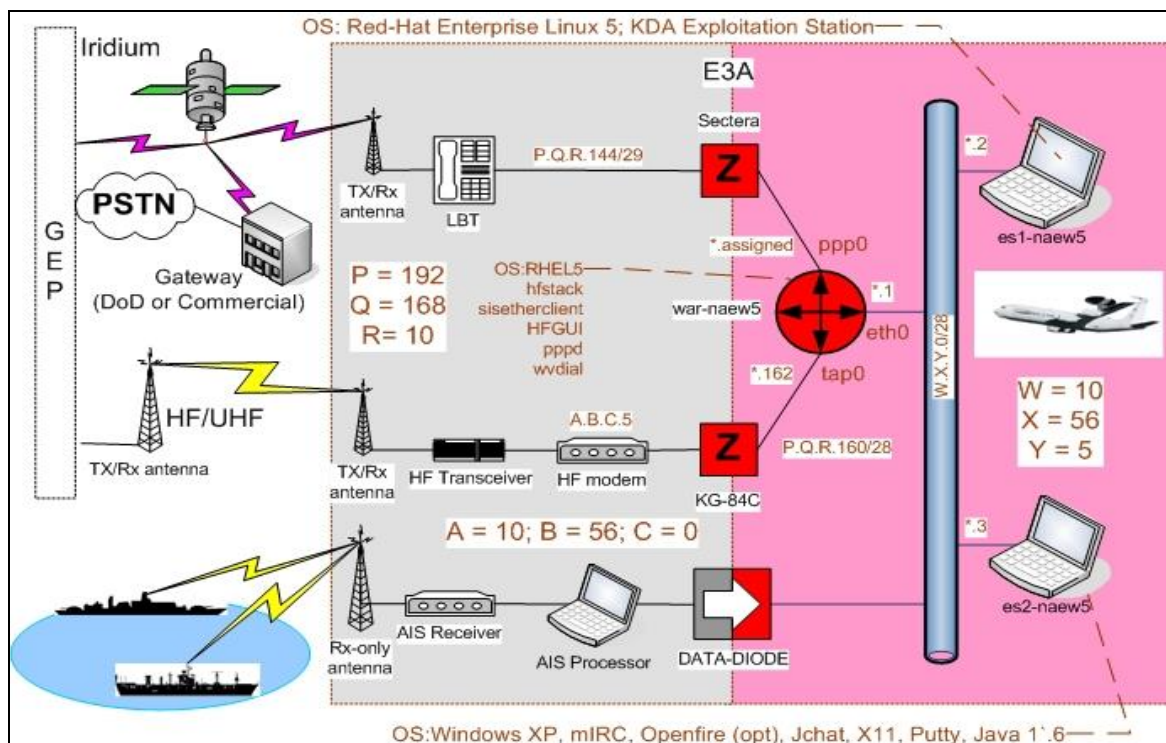 OS: Red-Hat Enterprise Linux 5; KDA Exploitation Station
Iridium
E3A
Sectera
*.2
P.Q.R.144/29
Z
TX/Rx
antenna
LBT
PSTN
G
E
P
es1-naew5
*.assigned
ppp0
Gateway
(DoD or Commercial)
P = 192
Q = 168
R= 10
OS:RHEL5
hfstack
sisetherclient
HFGUI
pppd
wvdial
war-naew5
*.1
eth0
tap0
*.162
W.X.Y.0/28
W = 10
X = 56
Y = 5
HF/UHF
TX/Rx antenna
TX/Rx
antenna
HF Transceiver
A.B.C.5
HF modem
Z
KG-84C
P.Q.R.160/28
A = 10; B = 56; C = 0
*.3
es2-naew5
Rx-only
antenna
AIS Receiver
AIS Processor
DATA-DIODE
OS:Windows XP, mIRC, Openfire (opt), Jchat, X11, Putty, Java 1`.6